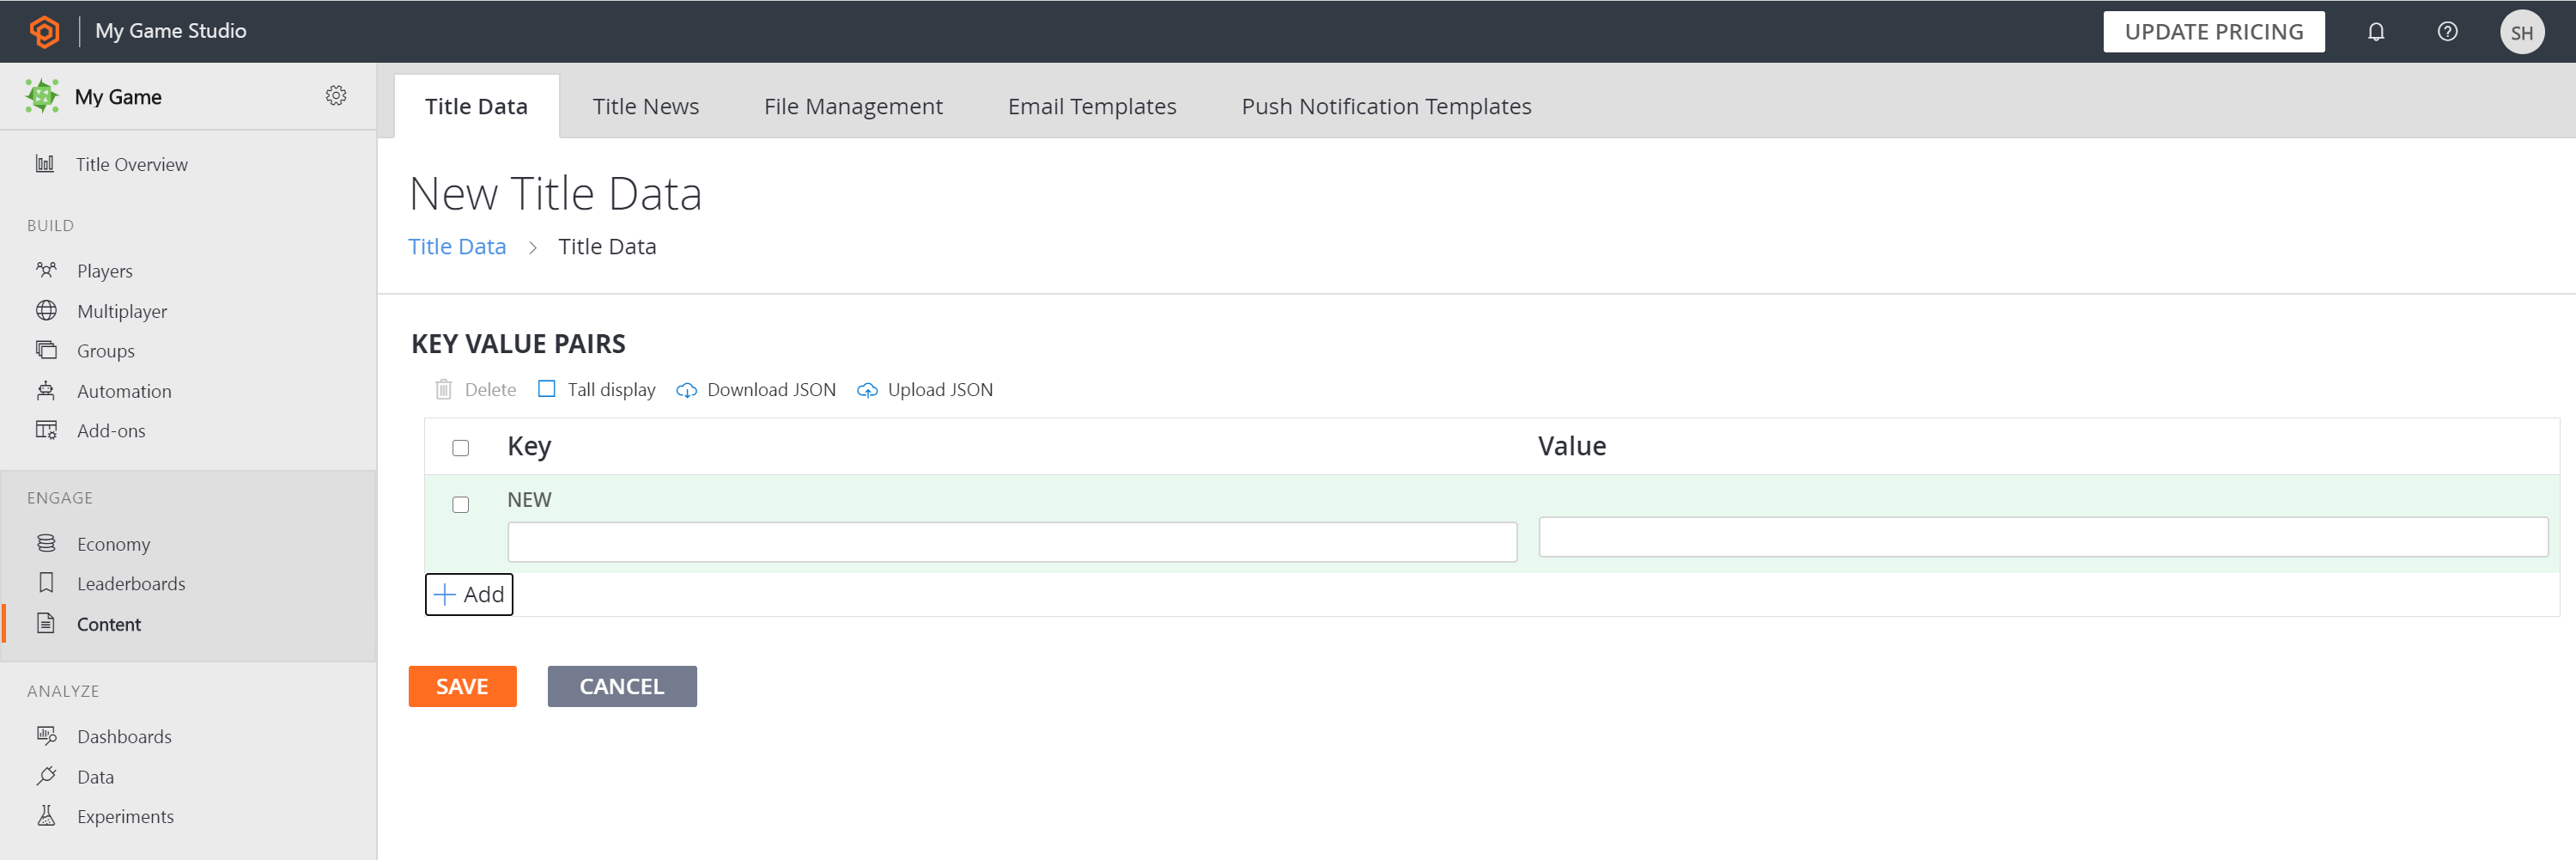 My Game Studio
UPDATE PRICING
SH
My Game
Title Overview
BUILD
Players
Multiplayer
Groups
Automation
Add-ons
ENGAGE
Economy
Leaderboards
Content
ANALYZE
Dashboards
Data
Experiments
Title Data Title News File Management Email Templates Push Notification Templates
New Title Data
Title Data > Title Data
KEY VALUE PAIRS
Delete Tall display Download JSON Upload JSON
Key Value
NEW
+ Add
SAVE CANCEL